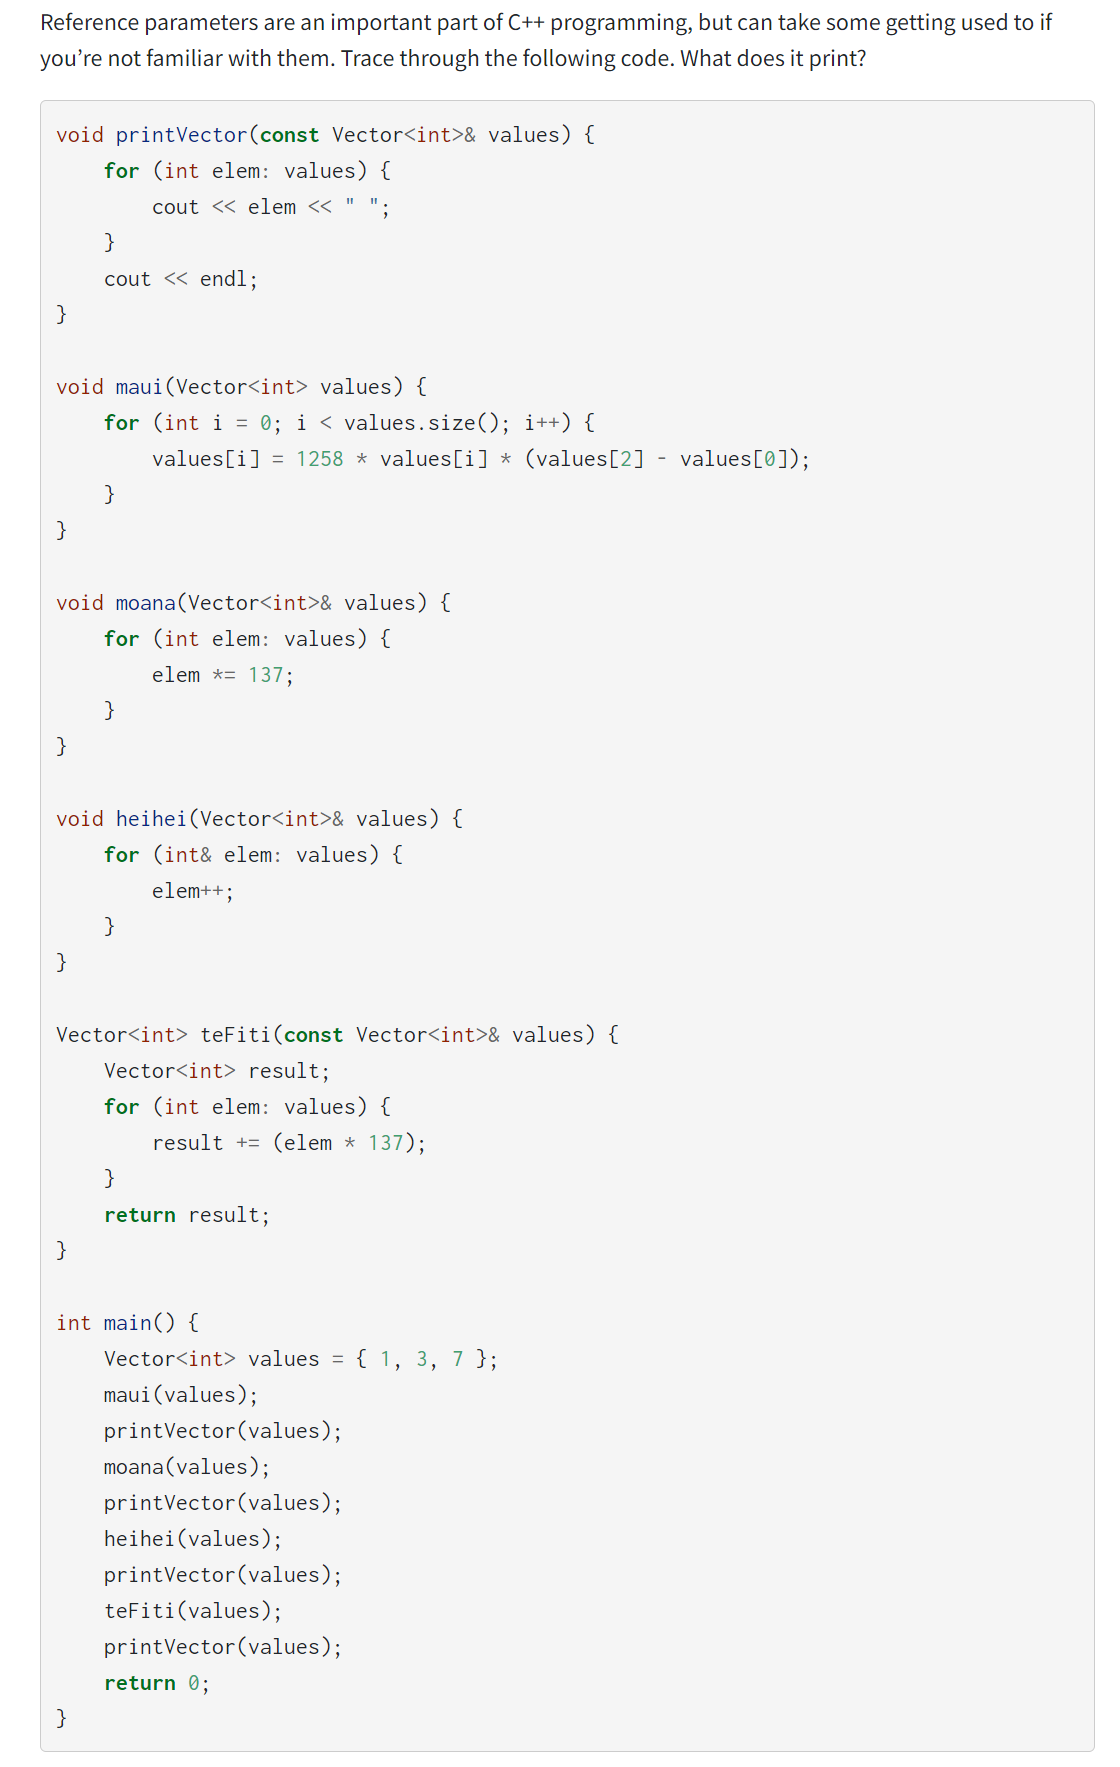 Reference parameters are an important part of C++ programming, but can take some getting used to if
you’re not familiar with them. Trace through the following code. What does it print?
void printVector(const Vector<int>& values) {
    for (int elem: values) {
        cout << elem << " ";
    }
    cout << endl;
}

void maui(Vector<int> values) {
    for (int i = 0; i < values.size(); i++) {
        values[i] = 1258 * values[i] * (values[2] - values[0]);
    }
}

void moana(Vector<int>& values) {
    for (int elem: values) {
        elem *= 137;
    }
}

void heihei(Vector<int>& values) {
    for (int& elem: values) {
        elem++;
    }
}

Vector<int> teFiti(const Vector<int>& values) {
    Vector<int> result;
    for (int elem: values) {
        result += (elem * 137);
    }
    return result;
}

int main() {
    Vector<int> values = { 1, 3, 7 };
    maui(values);
    printVector(values);
    moana(values);
    printVector(values);
    heihei(values);
    printVector(values);
    teFiti(values);
    printVector(values);
    return 0;
}